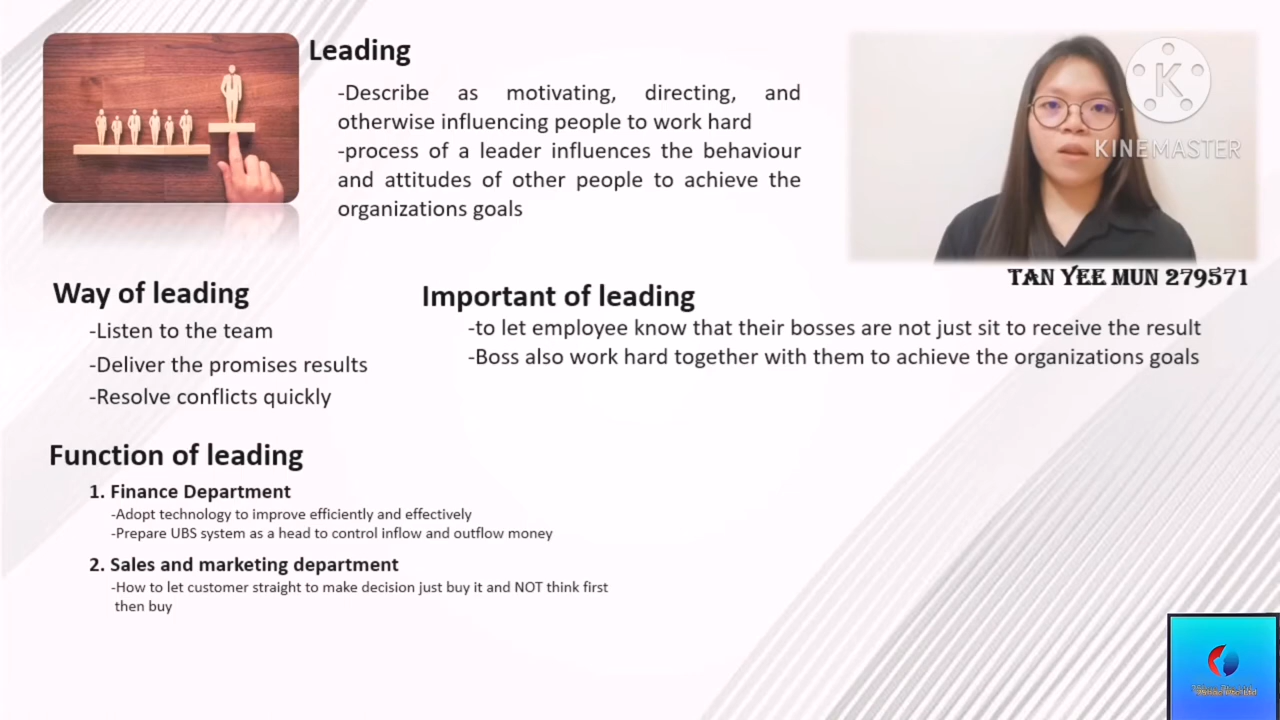 Leading
-Describe as motivating, directing, and
otherwise influencing people to work hard
-process of a leader influences the behaviour
and attitudes of other people to achieve the
organizations goals
KINEMASTER
TAN YEE MUN 279571
Way of leading
-Listen to the team
-Deliver the promises results
-Resolve conflicts quickly
Important of leading
-to let employee know that their bosses are not just sit to receive the result
-Boss also work hard together with them to achieve the organizations goals
Function of leading
1. Finance Department
-Adopt technology to improve efficiently and effectively
-Prepare UBS system as a head to control inflow and outflow money
2. Sales and marketing department
-How to let customer straight to make decision just buy it and NOT think first
then buy